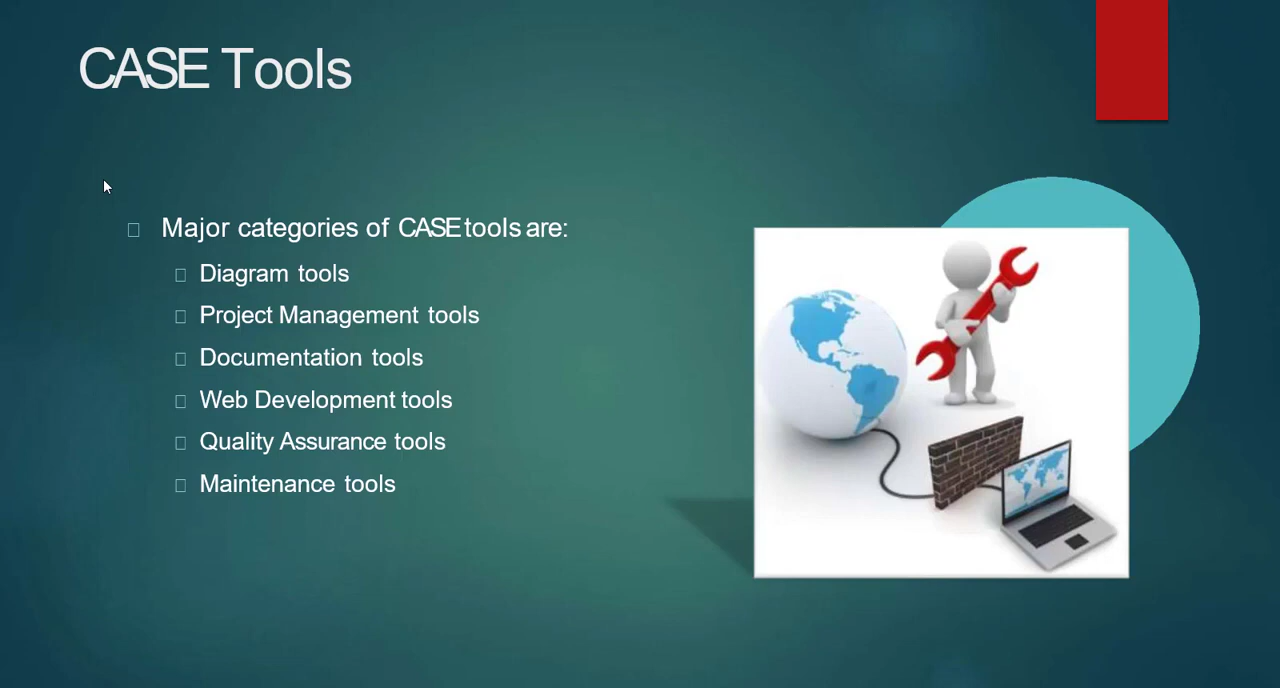 CASE Tools
Major categories of CASE tools are:
Diagram tools
Project Management tools
Documentation tools
Web Development tools
Quality Assurance tools
Maintenance tools